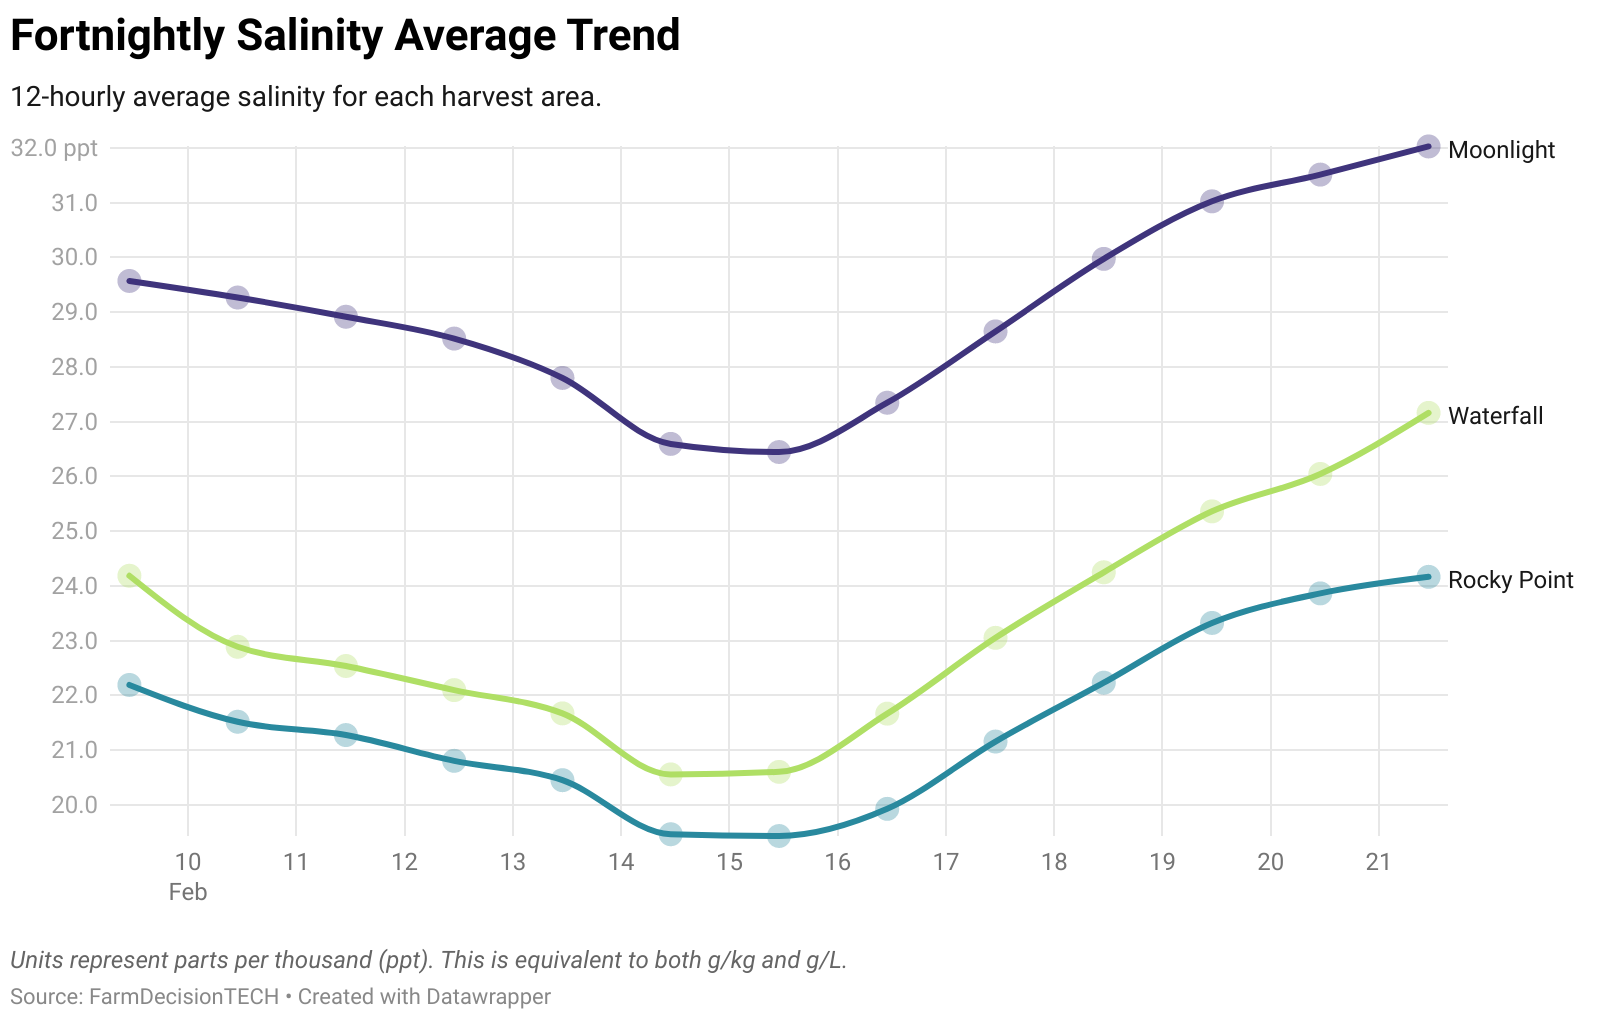 Fortnightly Salinity Average Trend
12-hourly average salinity for each harvest area.
32.0 ppt
31.0
30.0
29.0
28.0
27.0
26.0
25.0
24.0
23.0
22.0
21.0
20.0
Moonlight
Waterfall
Rocky Point
10 11 12 13 14 15 16 17 18 19 20 21
Feb
Units represent parts per thousand (ppt). This is equivalent to both g/kg and g/L.
Source: FarmDecisionTECH • Created with Datawrapper